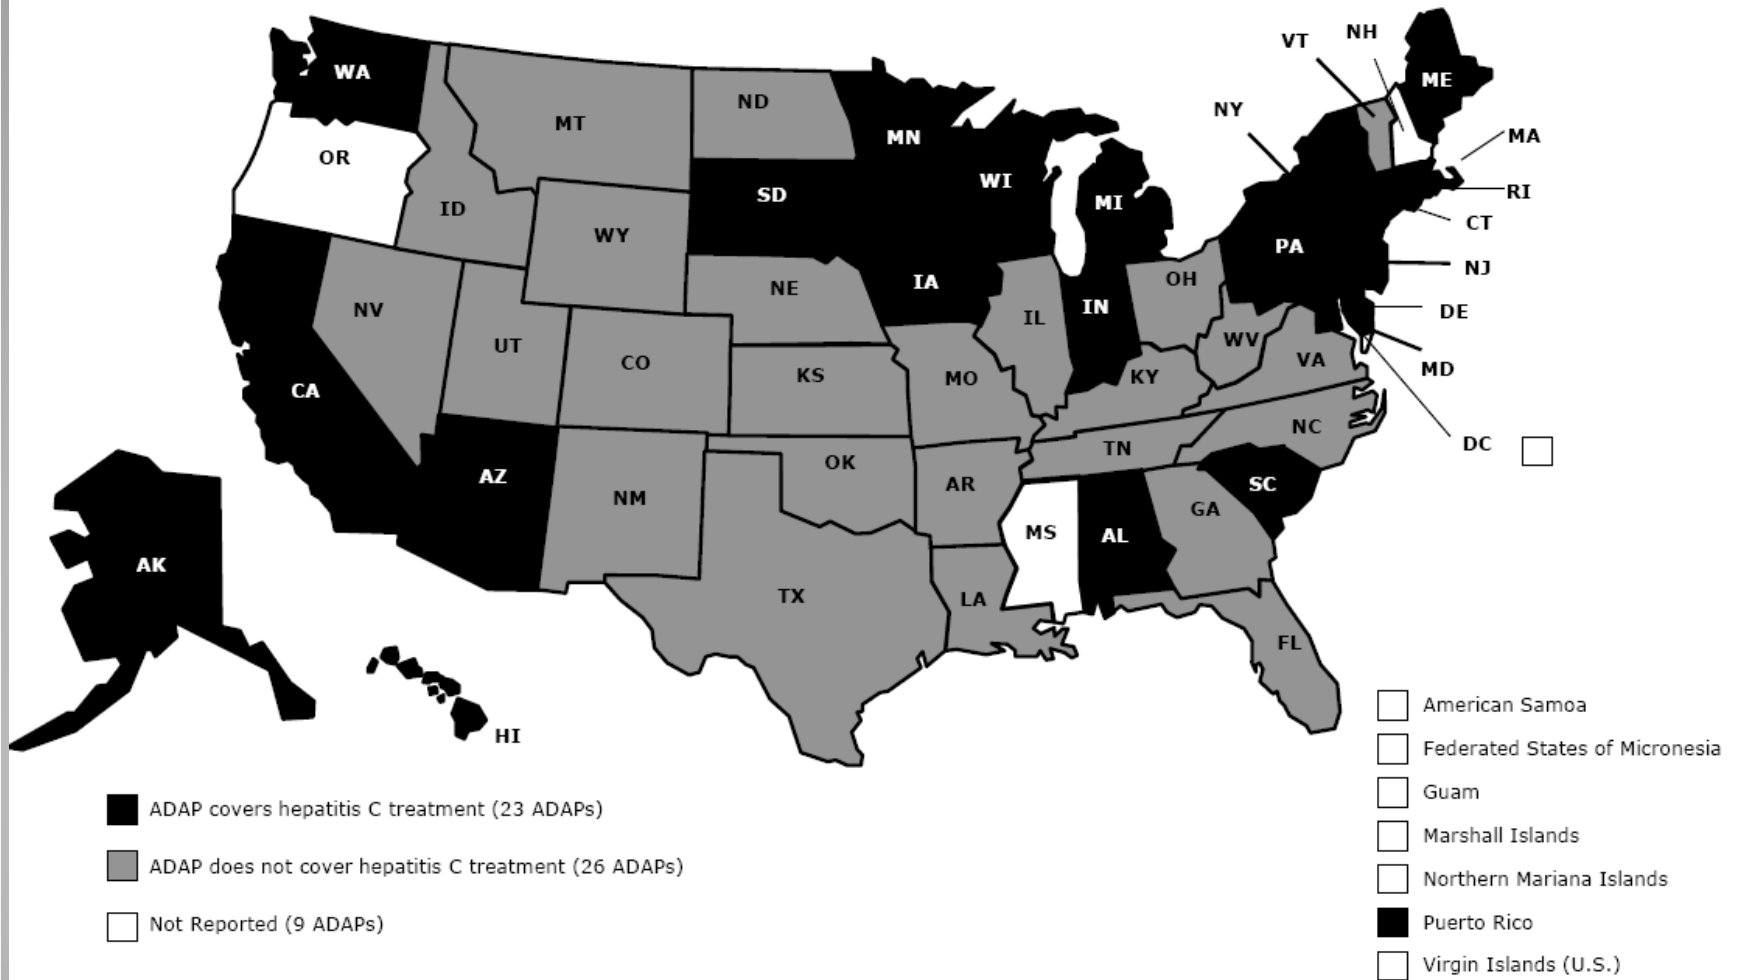 VT
NH
WA
ME
MT
ND
NY
MN
MA
OR
WI
SD
RI
ID
MI
CT
WY
PA
NJ
IA
OH
NE
IN
NV
DE
IL
WV
UT
VA
CO
MD
KS
KY
MO
CA
NC
DC
TN
OK
AZ
AR
SC
NM
GA
MS
AL
AK
TX
LA
FL
HI
American Samoa
Federated States of Micronesia
Guam
Marshall Islands
Northern Mariana Islands
Puerto Rico
Virgin Islands (U.S.)
ADAP covers hepatitis C treatment (23 ADAPs)
ADAP does not cover hepatitis C treatment (26 ADAPs)
Not Reported (9 ADAPs)